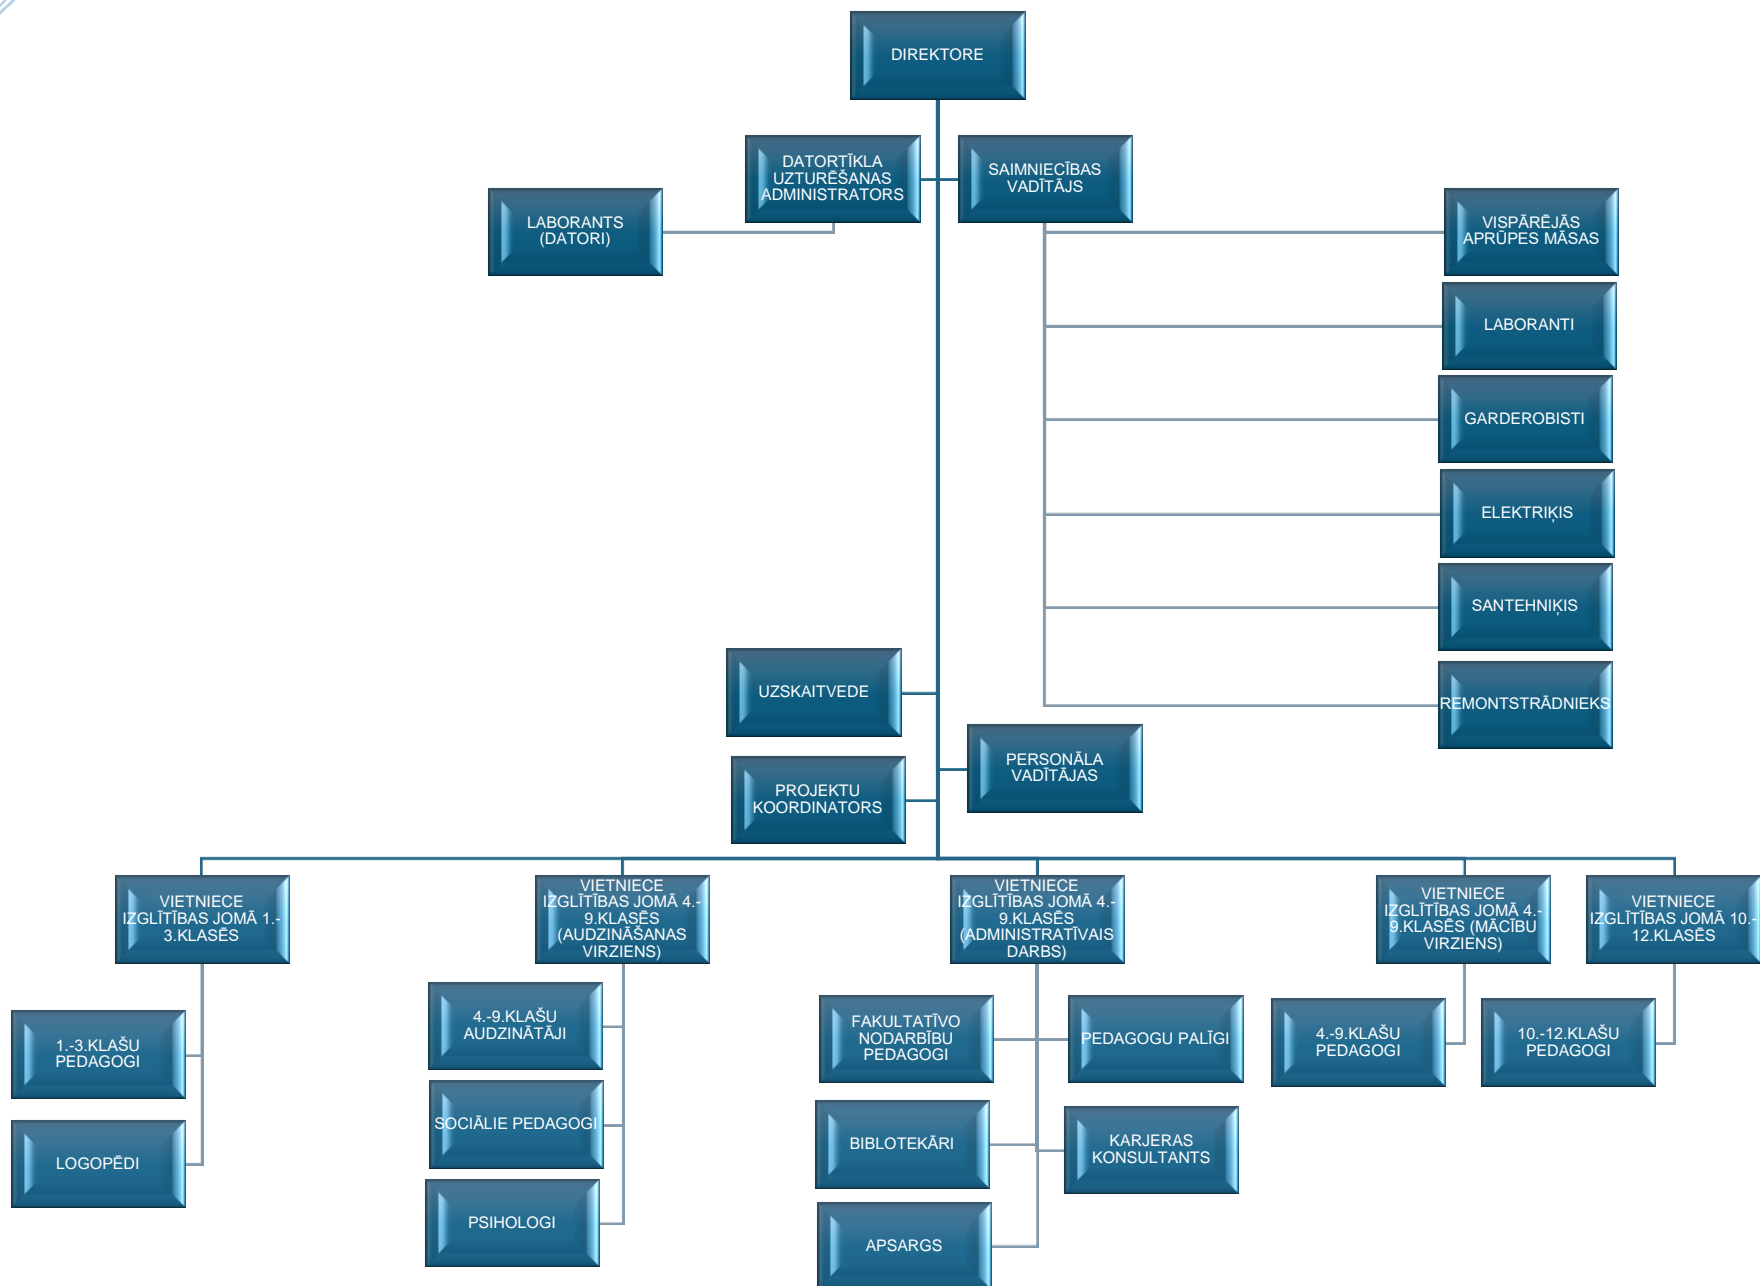 DIREKTORE
DATORTĪKLA
UZTURĒŠANAS
ADMINISTRATORS
SAIMNIECĪBAS
VADĪTĀJS
LABORANTS
(DATORI)
VISPĀRĒJĀS
APRŪPES MĀSAS
LABORANTI
GARDEROBISTI
ELEKTRIĶIS
SANTEHNIĶIS
REMONTSTRĀDNIEKS
UZSKAITVEDE
PERSONĀLA
VADĪTĀJAS
PROJEKTU
KOORDINATORS
VIETNIECE
IZGLĪTĪBAS JOMĀ 1.-
3.KLASĒS
VIETNIECE
IZGLĪTĪBAS JOMĀ 4.-
9.KLASĒS
(AUDZINĀŠANAS
VIRZIENS)
VIETNIECE
IZGLĪTĪBAS JOMĀ 4.-
9.KLASĒS
(ADMINISTRATĪVAIS
DARBS)
VIETNIECE
IZGLĪTĪBAS JOMĀ 4.-
9.KLASĒS (MĀCĪBU
VIRZIENS)
VIETNIECE
IZGLĪTĪBAS JOMĀ 10.-
12.KLASĒS
1.-3.KLAŠU
PEDAGOGI
LOGOPĒDI
4.-9.KLAŠU
AUDZINĀTĀJI
SOCIĀLIE PEDAGOGI
PSIHOLOGI
FAKULTATĪVO
NODARBĪBU
PEDAGOGI
PEDAGOGU PALĪGI
BIBLOTEKĀRI
KARJERAS
KONSULTANTS
APSARGS
4.-9.KLAŠU
PEDAGOGI
10.-12.KLAŠU
PEDAGOGI